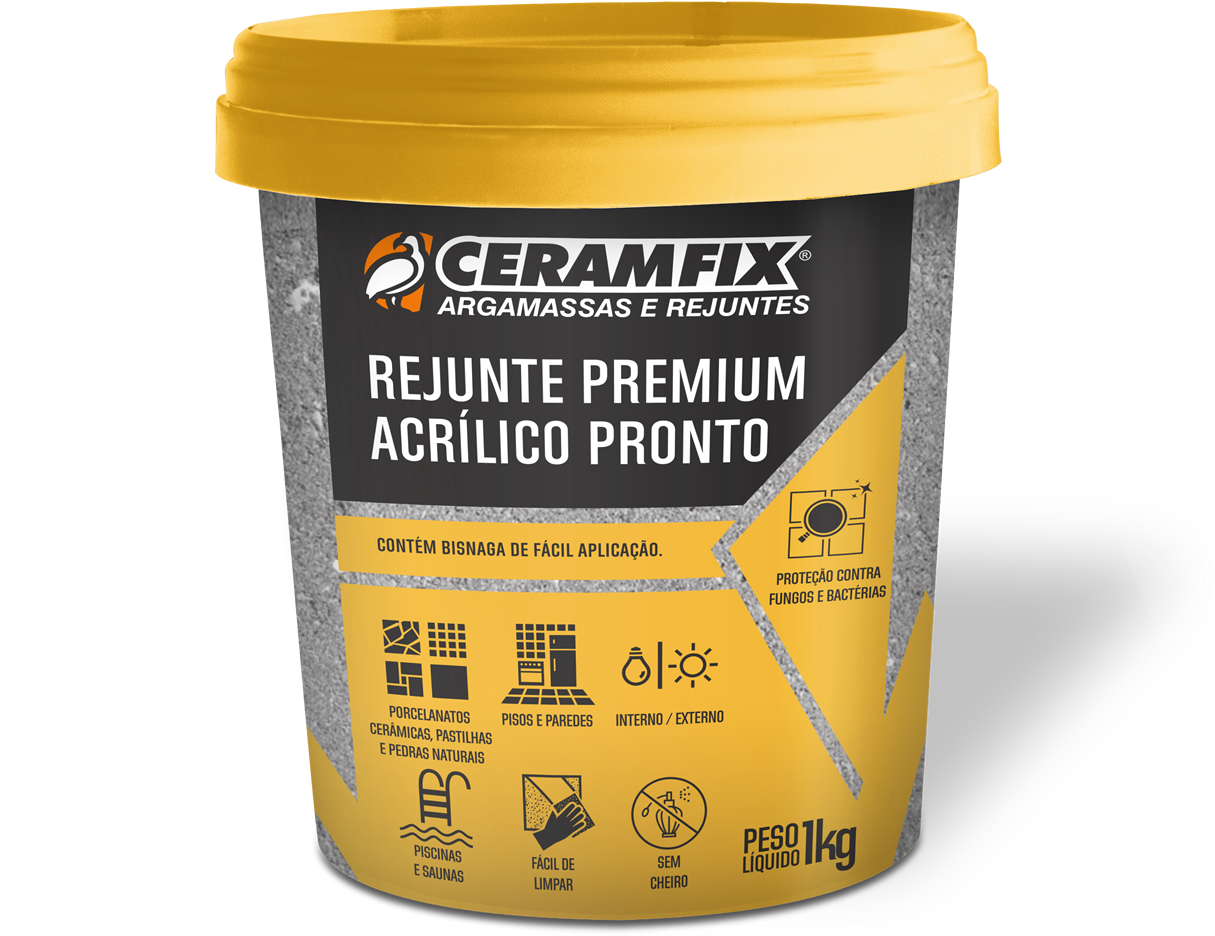 CERAMFIX®
ARGAMASSAS E REJUNTES
REJUNTE PREMIUM
ACRÍLICO PRONTO
CONTÉM BISNAGA DE FÁCIL APLICAÇÃO.
PROTEÇÃO CONTRA
FUNGOS E BACTÉRIAS
PORCELANATOS
CERÂMICAS, PASTILHAS
E PEDRAS NATURAIS
PISOS E PAREDES
INTERNO / EXTERNO
PISCINAS
E SAUNAS
FÁCIL DE
LIMPAR
SEM
CHEIRO
PESO
LÍQUIDO 1kg